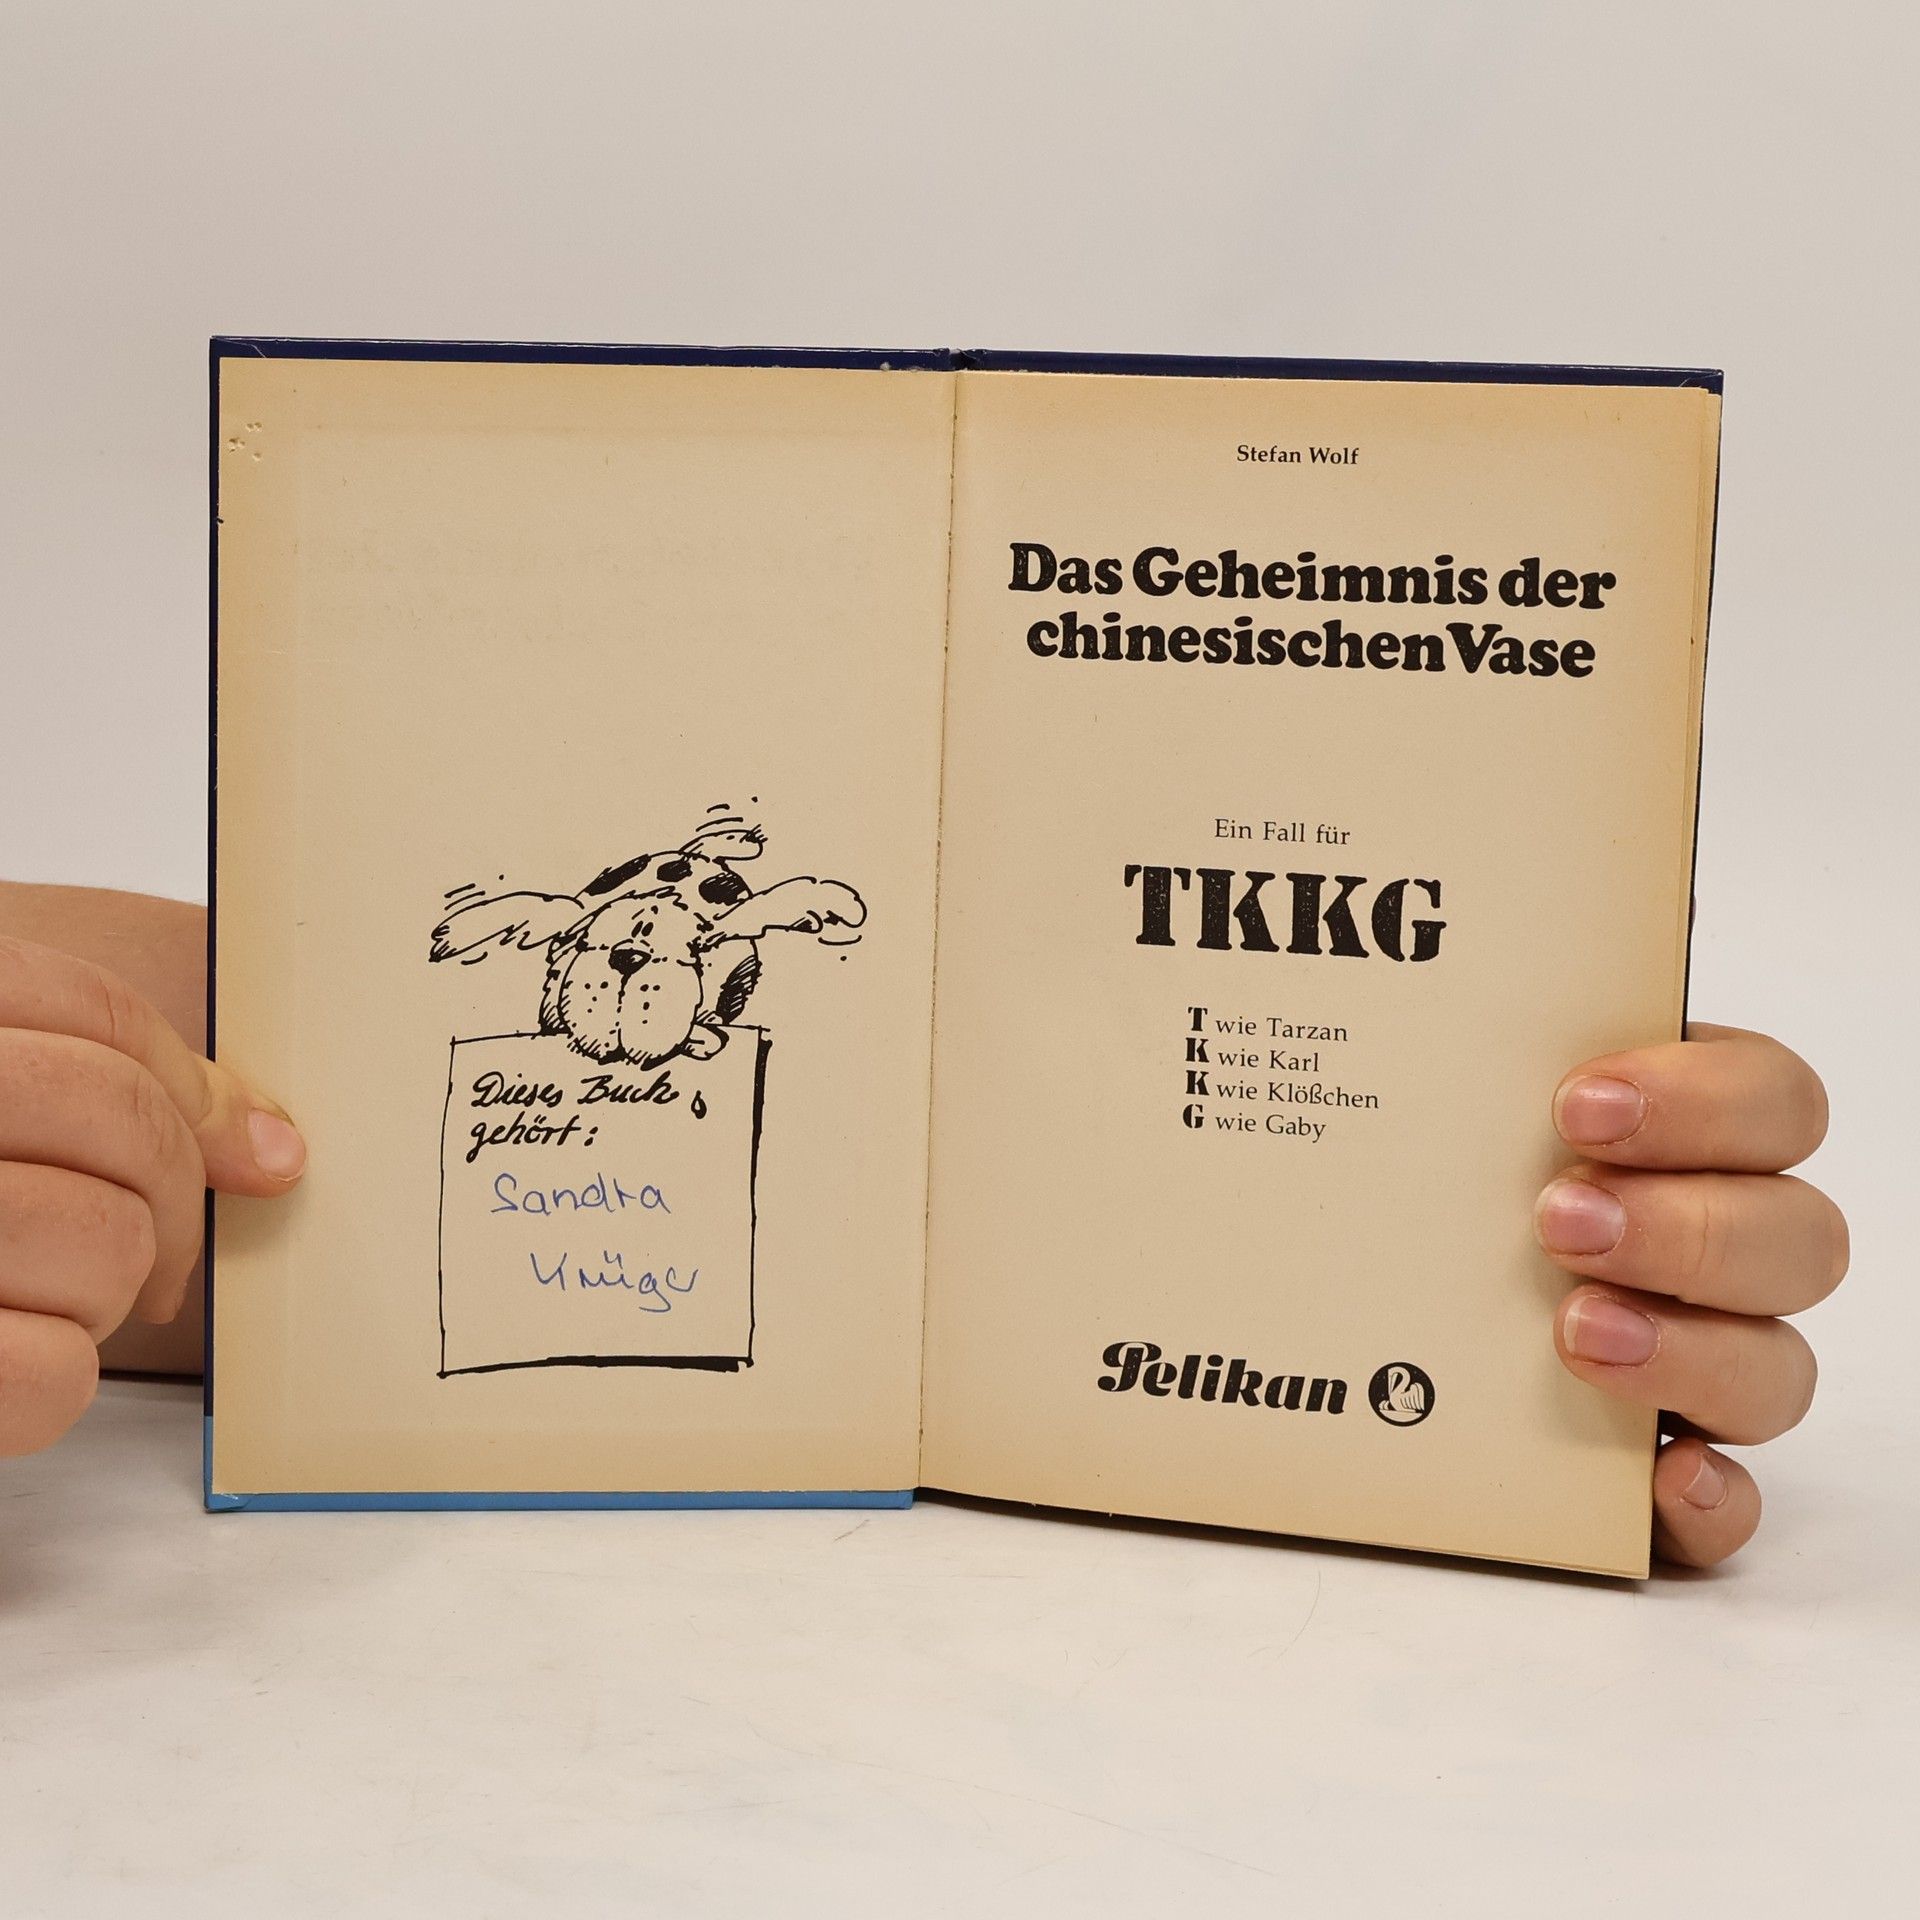 Dieses Buch
gehört:
Sandra
Krüger
Stefan Wolf
Das Geheimnis der
chinesischen Vase
Ein Fall für
TKKG
T wie Tarzan
K wie Karl
K wie Klößchen
G wie Gaby
Pelikan